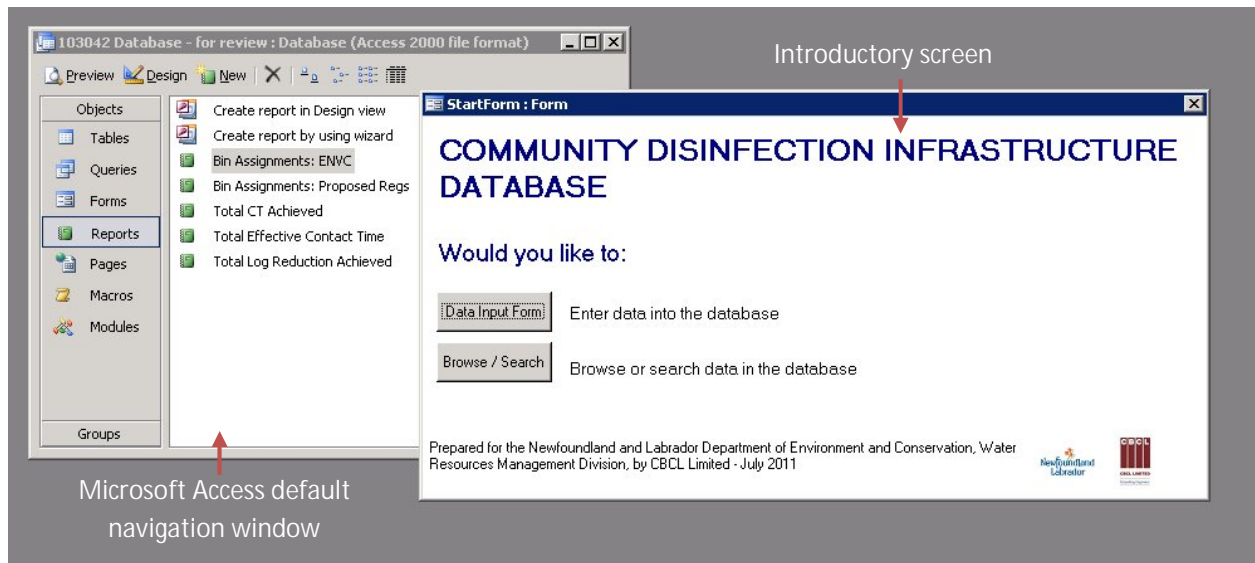 103042 Database - for review : Database (Access 2000 file format)
Preview Design New
Objects
Tables
Queries
Forms
Reports
Pages
Macros
Modules
Groups
Create report in Design view
Create report by using wizard
Bin Assignments: ENVC
Bin Assignments: Proposed Regs
Total CT Achieved
Total Effective Contact Time
Total Log Reduction Achieved
Microsoft Access default
navigation window
Introductory screen
StartForm : Form
COMMUNITY DISINFECTION INFRASTRUCTURE
DATABASE
Would you like to:
Data Input Form Enter data into the database
Browse / Search Browse or search data in the database
Prepared for the Newfoundland and Labrador Department of Environment and Conservation, Water
Resources Management Division, by CBCL Limited - July 2011
Newfoundland
Labrador
CBCL
CBCL LIMITED